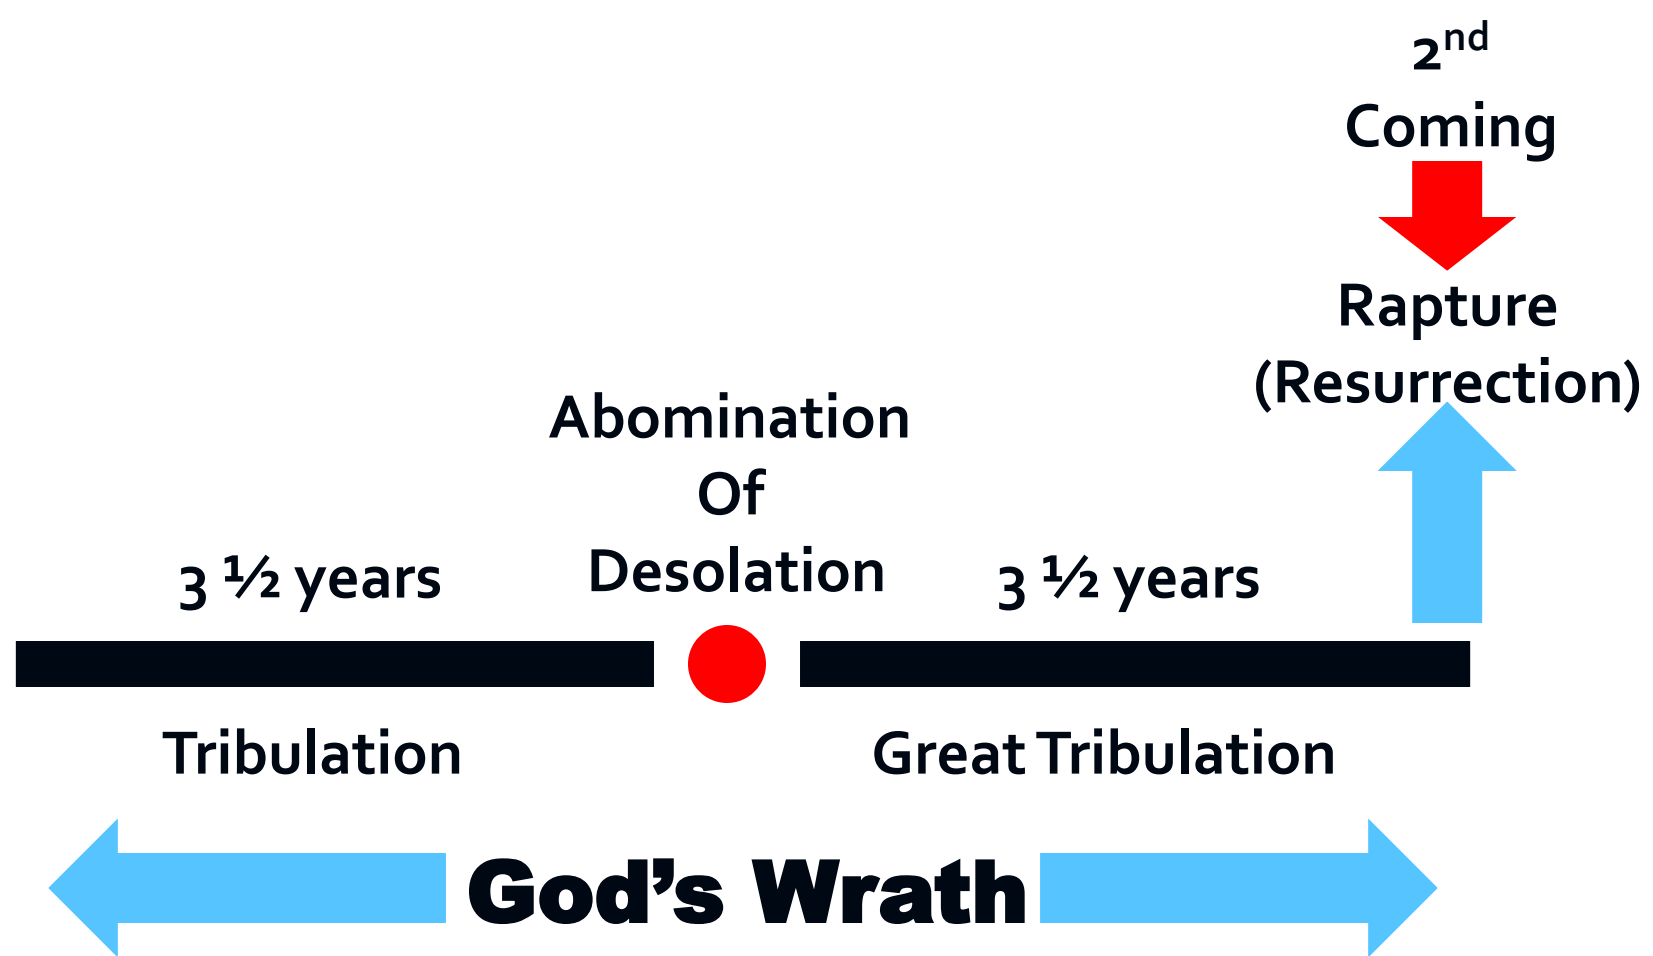 2nd
Coming
Rapture
(Resurrection)
Abomination
Of
Desolation
3 ½ years
3 ½ years
Tribulation
Great Tribulation
God’s Wrath